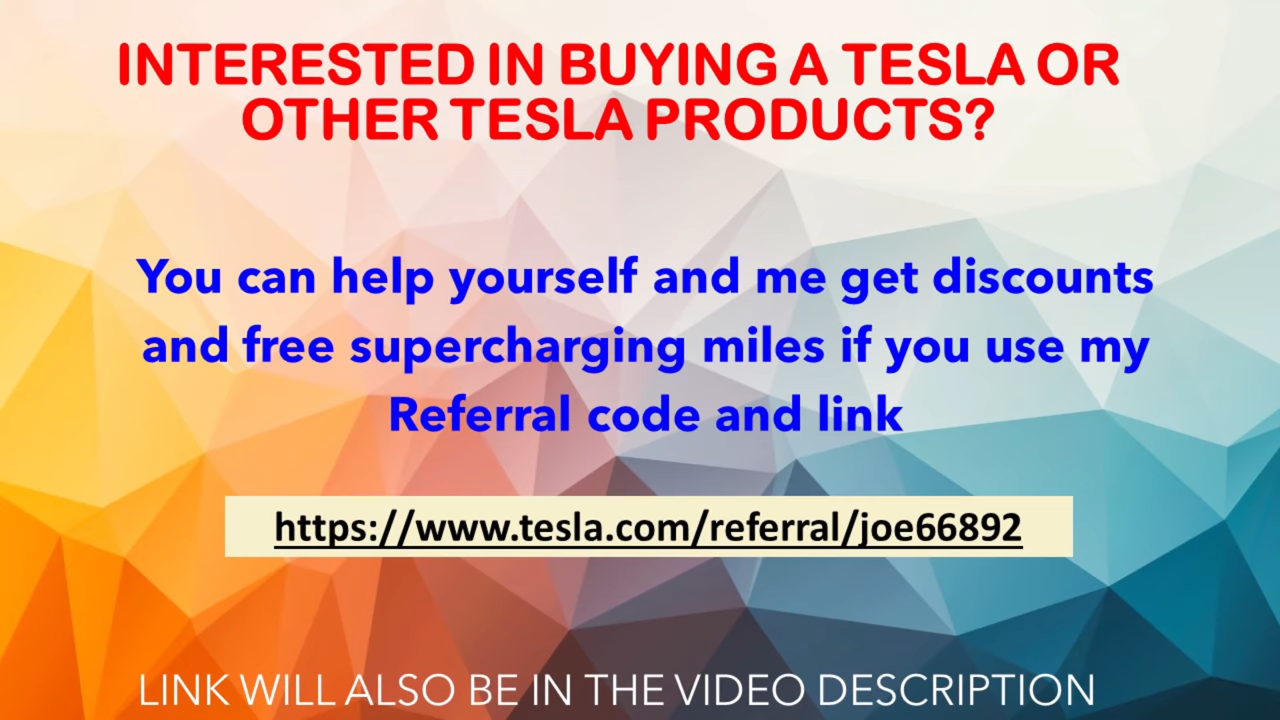 INTERESTED IN BUYING A TESLA OR
OTHER TESLA PRODUCTS?
You can help yourself and me get discounts
and free supercharging miles if you use my
Referral code and link
https://www.tesla.com/referral/joe66892
LINK WILL ALSO BE IN THE VIDEO DESCRIPTION